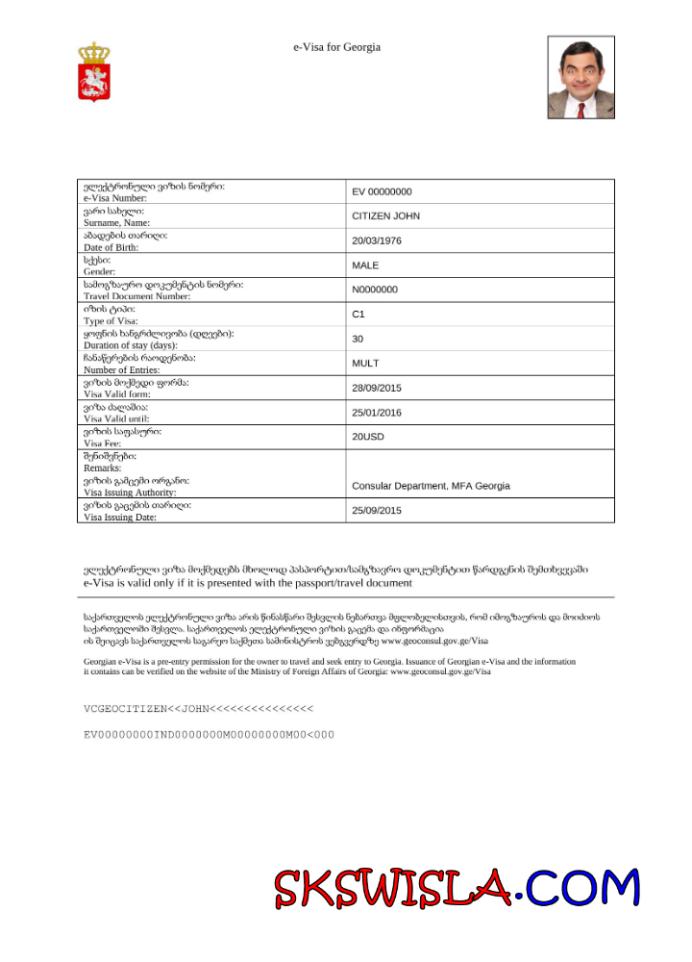 e-Visa for Georgia
ელექტრონული ვიზის ნომერი:
e-Visa Number:
EV 00000000
ვარი სახელი:
Surname, Name:
CITIZEN JOHN
აბადების თარიღი:
Date of Birth:
20/03/1976
სქესი:
Gender:
MALE
სამოგზაურო დოკუმენტის ნომერი:
Travel Document Number:
N0000000
იზის ტიპი:
Type of Visa:
C1
ყოფნის ხანგრძლივობა (დღეები):
Duration of stay (days):
30
ჩანაწერების რაოდენობა:
Number of Entries:
MULT
ვიზის მოქმედი ფორმა:
Visa Valid form:
28/09/2015
ვიზა ძალაშია:
Visa Valid until:
25/01/2016
ვიზის საფასური:
Visa Fee:
20USD
შენიშვნები:
Remarks:
ვიზის გამცემი ორგანო:
Visa Issuing Authority:
Consular Department, MFA Georgia
ვიზის გაცემის თარიღი:
Visa Issuing Date:
25/09/2015
ელექტრონული ვიზა მოქმედებს მხოლოდ პასპორტით/სამგზავრო დოკუმენტით წარდგენის შემთხვევაში
e-Visa is valid only if it is presented with the passport/travel document
საქართველოს ელექტრონული ვიზა არის წინასწარი შესვლის ნებართვა მფლობელისთვის, რომ იმოგზაუროს და მოიძიოს
საქართველოში შესვლა. საქართველოს ელექტრონული ვიზის გაცემა და ინფორმაცია
ის შეიცავს საქართველოს საგარეო საქმეთა სამინისტროს ვებგვერდზე www.geoconsul.gov.ge/Visa
Georgian e-Visa is a pre-entry permission for the owner to travel and seek entry to Georgia. Issuance of Georgian e-Visa and the information
it contains can be verified on the website of the Ministry of Foreign Affairs of Georgia: www.geoconsul.gov.ge/Visa
VCGEOCITIZEN<<JOHN<<<<<<<<<<<<<<<
EV00000000IND0000000M00000000M00<000
SKSWISLA.COM